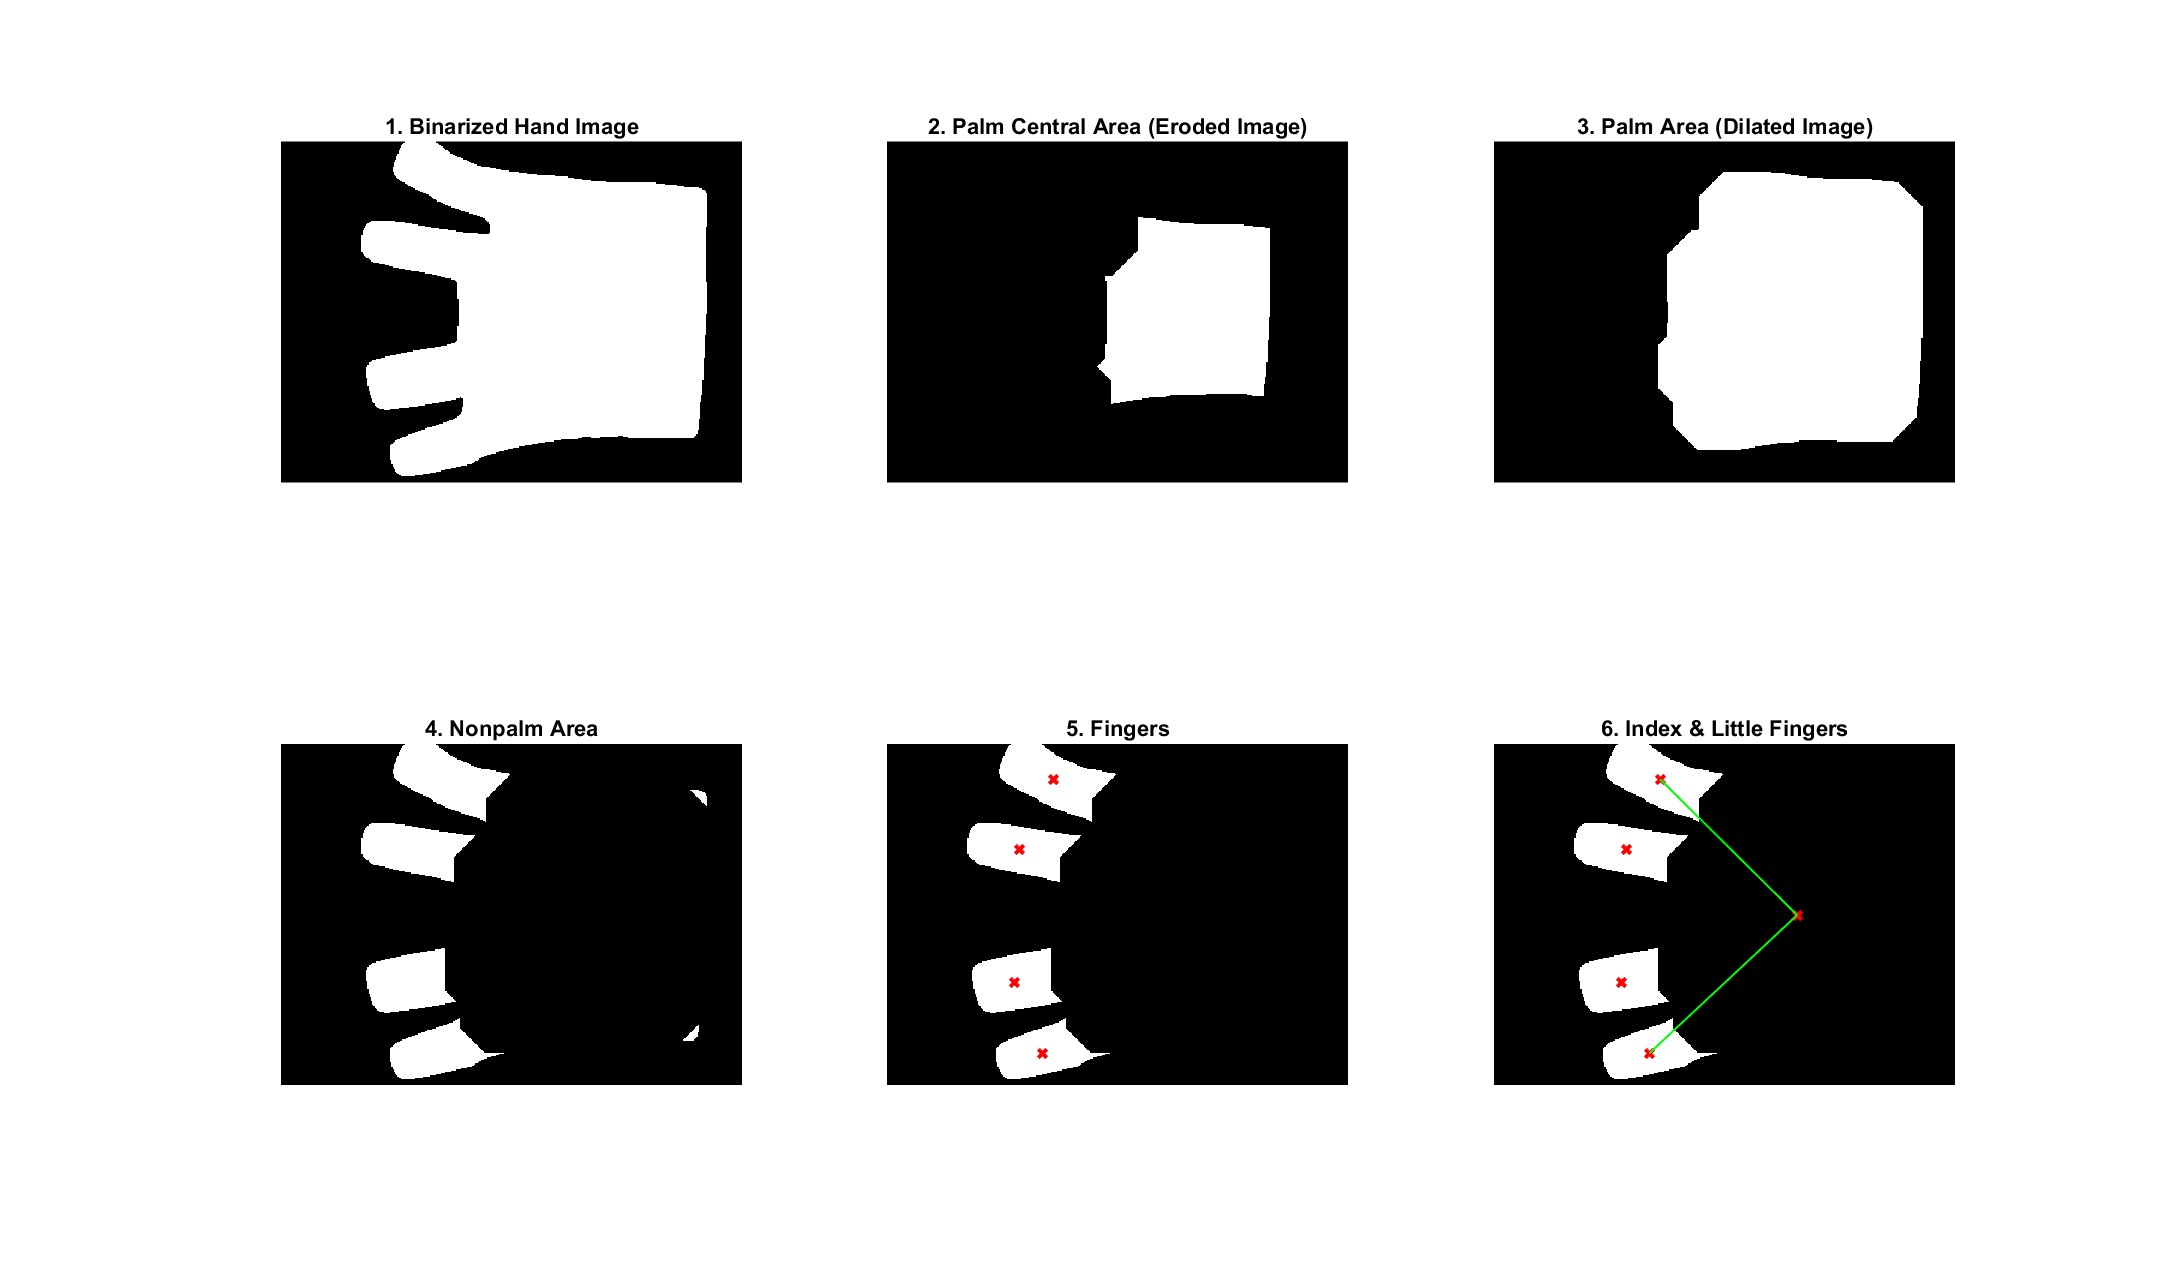 1. Binarized Hand Image
2. Palm Central Area (Eroded Image)
3. Palm Area (Dilated Image)
4. Nonpalm Area
5. Fingers
6. Index & Little Fingers